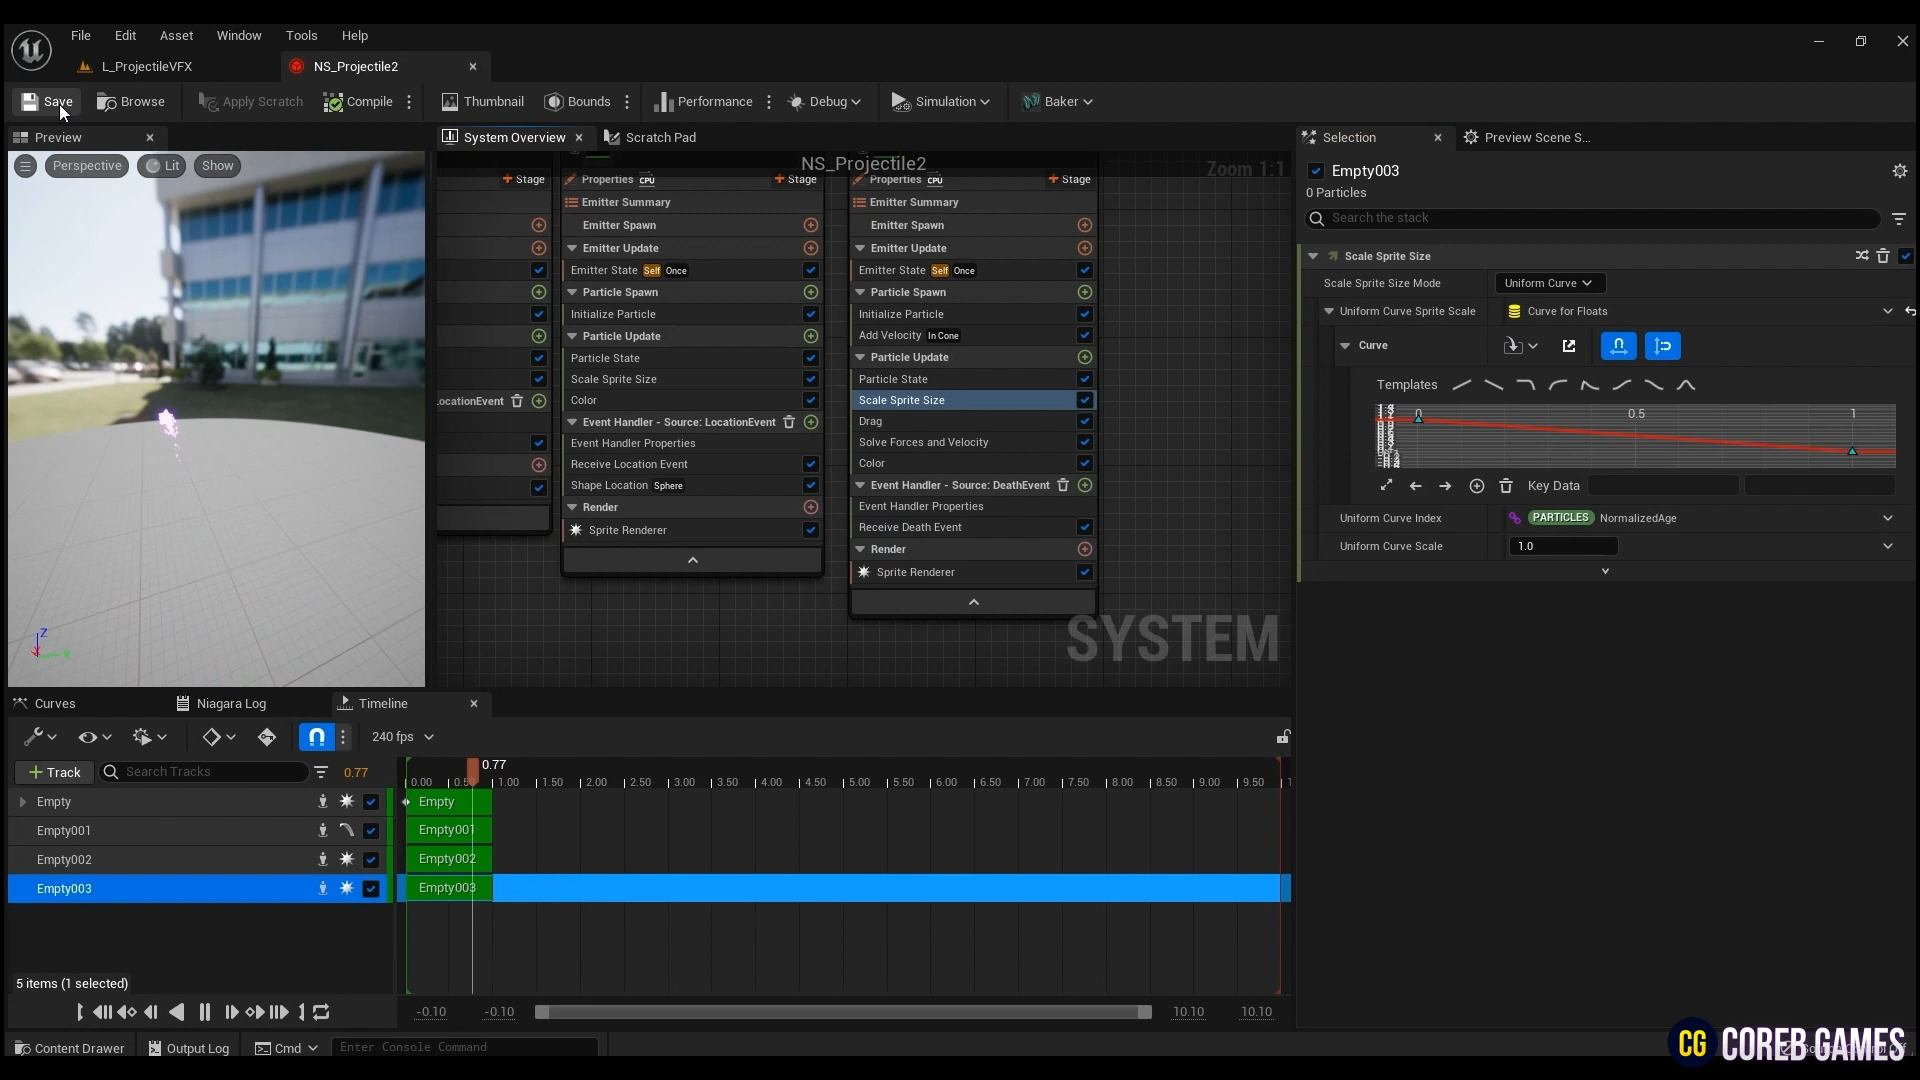 File Edit Asset Window Tools Help
L_ProjectileVFX NS_Projectile2
Save Browse Apply Scratch Compile Thumbnail Bounds Performance Debug Simulation Baker
Preview System Overview Scratch Pad Selection Preview Scene S...
Perspective Lit Show
NS_Projectile2
Zoom 1:1
Stage
Properties CPU Stage
Emitter Summary
Emitter Spawn
Emitter Update
Emitter State Self Once
Particle Spawn
Initialize Particle
Particle Update
Particle State
Scale Sprite Size
Color
ocationEvent
Event Handler - Source: LocationEvent
Event Handler Properties
Receive Location Event
Shape Location Sphere
Render
Sprite Renderer
Properties CPU Stage
Emitter Summary
Emitter Spawn
Emitter Update
Emitter State Self Once
Particle Spawn
Initialize Particle
Add Velocity In Cone
Particle Update
Particle State
Scale Sprite Size
Drag
Solve Forces and Velocity
Color
Event Handler - Source: DeathEvent
Event Handler Properties
Receive Death Event
Render
Sprite Renderer
SYSTEM
Z
Empty003
0 Particles
Search the stack
Scale Sprite Size
Scale Sprite Size Mode Uniform Curve
Uniform Curve Sprite Scale Curve for Floats
Curve
Templates
0 0.5 1
Key Data
Uniform Curve Index PARTICLES NormalizedAge
Uniform Curve Scale 1.0
Curves Niagara Log Timeline
240 fps
Track Search Tracks 0.77
0.77
0.00 0.50 1.00 1.50 2.00 2.50 3.00 3.50 4.00 4.50 5.00 5.50 6.00 6.50 7.00 7.50 8.00 8.50 9.00 9.50 1
Empty Empty
Empty001 Empty001
Empty002 Empty002
Empty003 Empty003
5 items (1 selected)
-0.10 -0.10 10.10 10.10
Content Drawer Output Log Cmd Enter Console Command
CG COREB GAMES